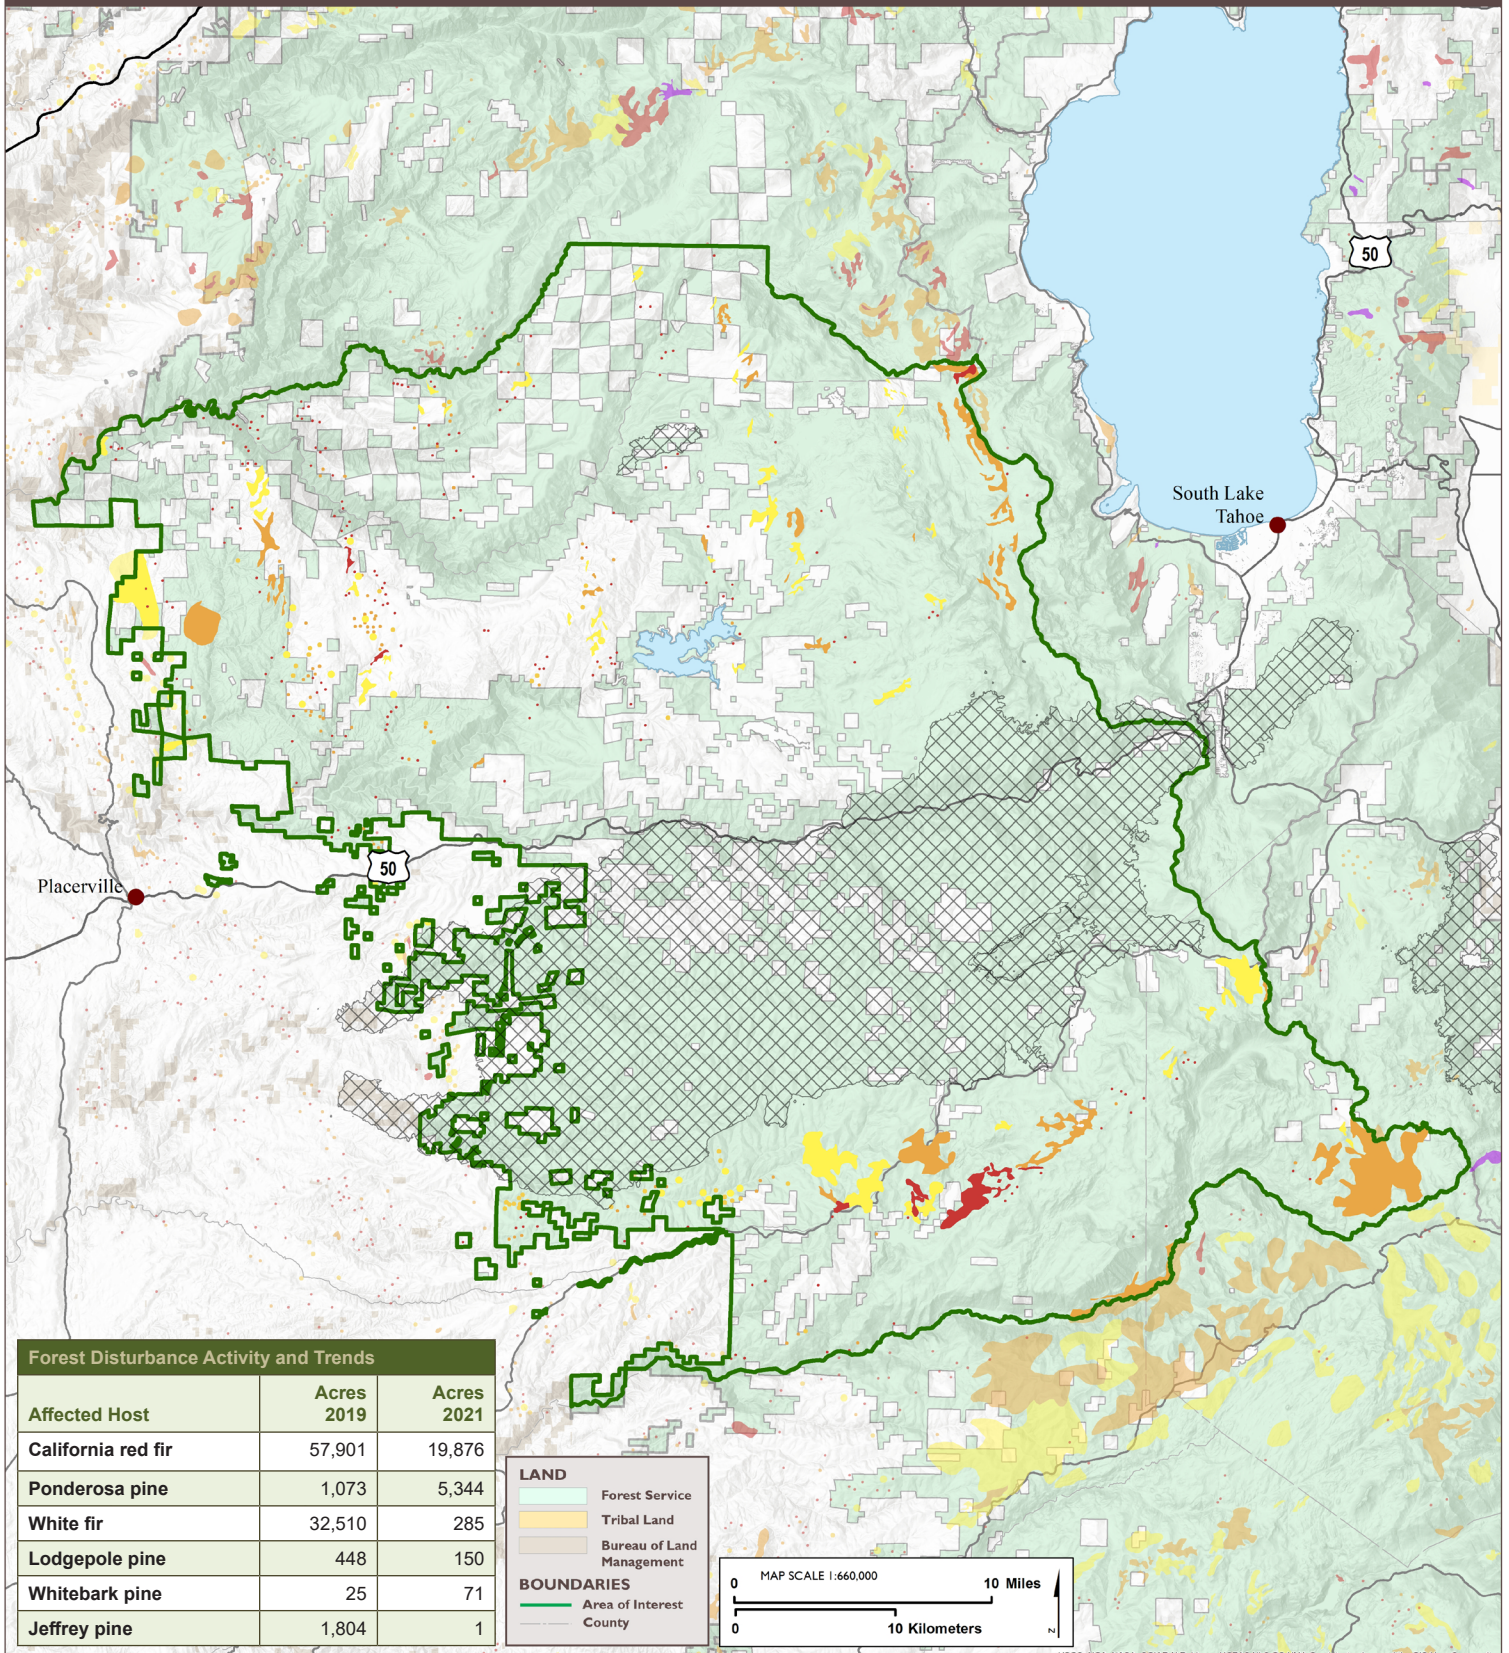 50
South Lake
Tahoe
50
Placerville
Forest Disturbance Activity and Trends
Affected Host Acres 2019 Acres 2021
California red fir 57,901 19,876
Ponderosa pine 1,073 5,344
White fir 32,510 285
Lodgepole pine 448 150
Whitebark pine 25 71
Jeffrey pine 1,804 1
LAND
Forest Service
Tribal Land
Bureau of Land
Management
BOUNDARIES
Area of Interest
County
MAP SCALE 1:660,000
0 10 Miles
0 10 Kilometers
N